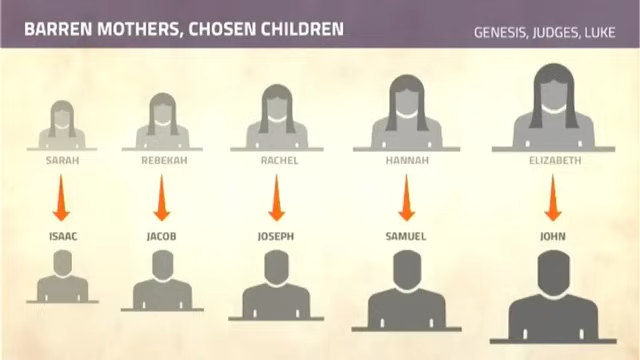 BARREN MOTHERS, CHOSEN CHILDREN
GENESIS, JUDGES, LUKE
SARAH REBEKAH RACHEL HANNAH ELIZABETH
ISAAC JACOB JOSEPH SAMUEL JOHN